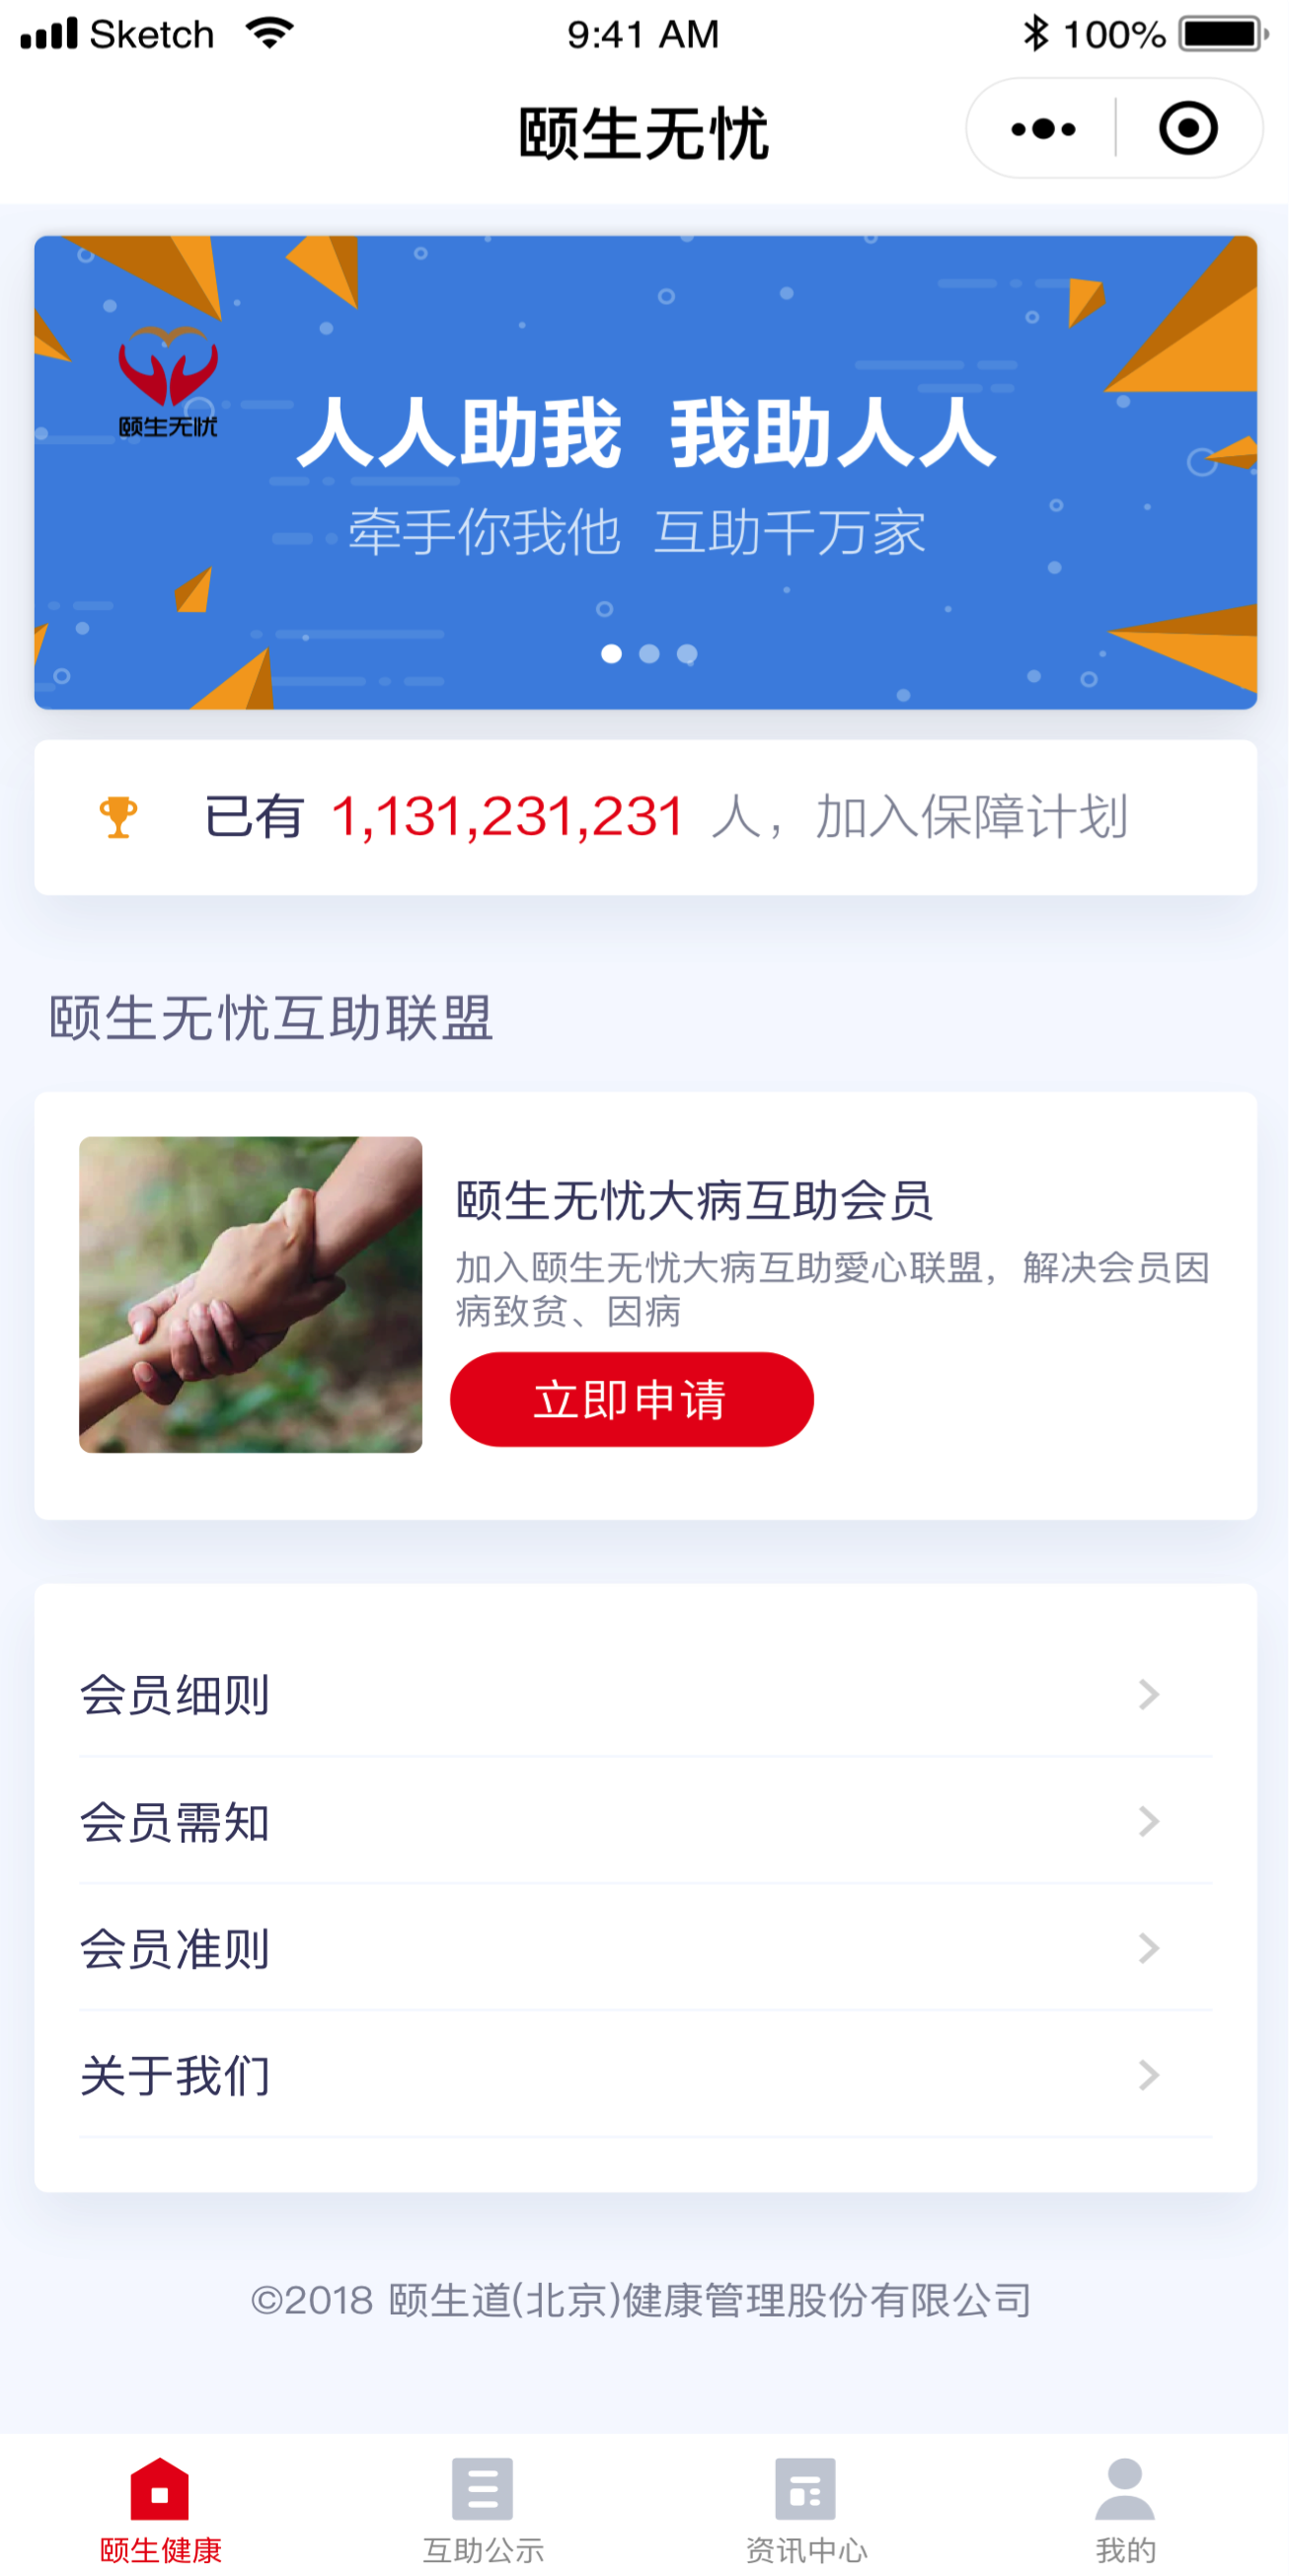 Sketch 9:41 AM 100%
颐生无忧
颐生无忧
人人助我 我助人人
牵手你我他 互助千万家
已有 1,131,231,231 人，加入保障计划
颐生无忧互助联盟
颐生无忧大病互助会员
加入颐生无忧大病互助愛心联盟，解决会员因
病致贫、因病
立即申请
会员细则
会员需知
会员准则
关于我们
©2018 颐生道(北京)健康管理股份有限公司
颐生健康 互助公示 资讯中心 我的